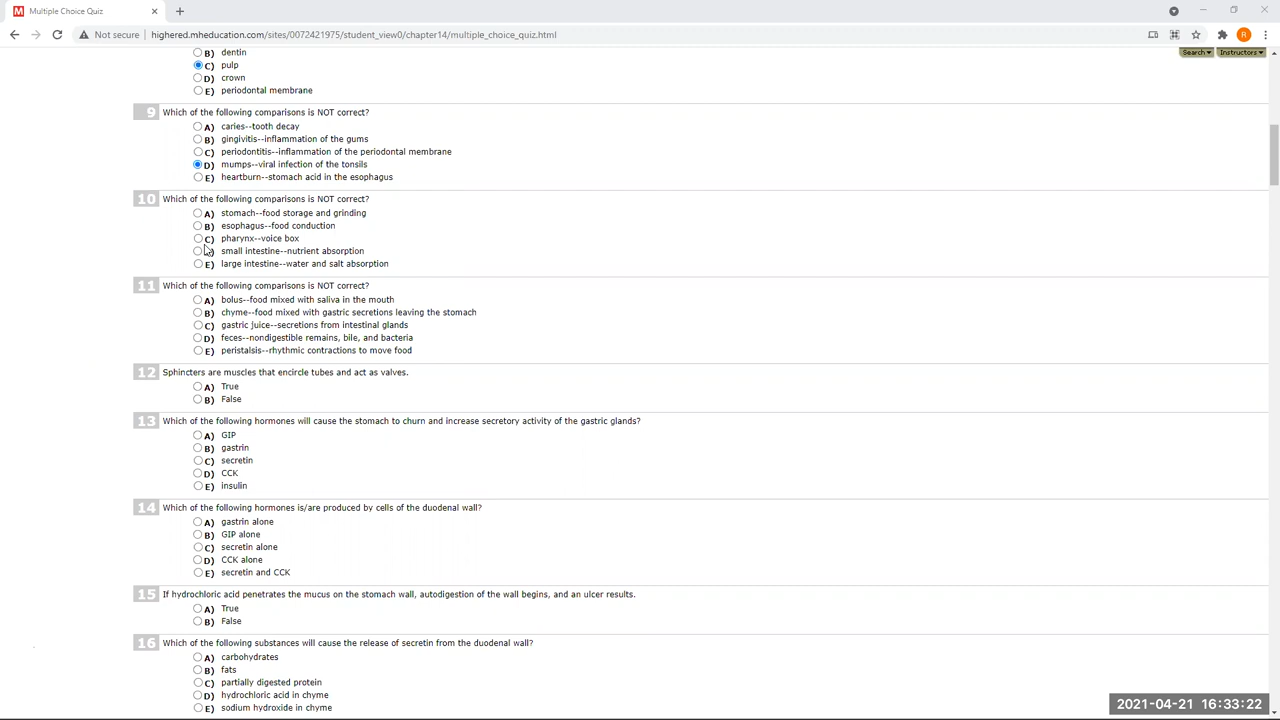 Multiple Choice Quiz
Not secure highered.mheducation.com/sites/0072421975/student_view0/chapter14/multiple_choice_quiz.html
R
Search Instructors
B) dentin
C) pulp
D) crown
E) periodontal membrane
9 Which of the following comparisons is NOT correct?
A) caries--tooth decay
B) gingivitis--inflammation of the gums
C) periodontitis--inflammation of the periodontal membrane
D) mumps--viral infection of the tonsils
E) heartburn--stomach acid in the esophagus
10 Which of the following comparisons is NOT correct?
A) stomach--food storage and grinding
B) esophagus--food conduction
C) pharynx--voice box
small intestine--nutrient absorption
E) large intestine--water and salt absorption
11 Which of the following comparisons is NOT correct?
A) bolus--food mixed with saliva in the mouth
B) chyme--food mixed with gastric secretions leaving the stomach
C) gastric juice--secretions from intestinal glands
D) feces--nondigestible remains, bile, and bacteria
E) peristalsis--rhythmic contractions to move food
12 Sphincters are muscles that encircle tubes and act as valves.
A) True
B) False
13 Which of the following hormones will cause the stomach to churn and increase secretory activity of the gastric glands?
A) GIP
B) gastrin
C) secretin
D) CCK
E) insulin
14 Which of the following hormones is/are produced by cells of the duodenal wall?
A) gastrin alone
B) GIP alone
C) secretin alone
D) CCK alone
E) secretin and CCK
15 If hydrochloric acid penetrates the mucus on the stomach wall, autodigestion of the wall begins, and an ulcer results.
A) True
B) False
16 Which of the following substances will cause the release of secretin from the duodenal wall?
A) carbohydrates
B) fats
C) partially digested protein
D) hydrochloric acid in chyme
E) sodium hydroxide in chyme
2021-04-21 16:33:22